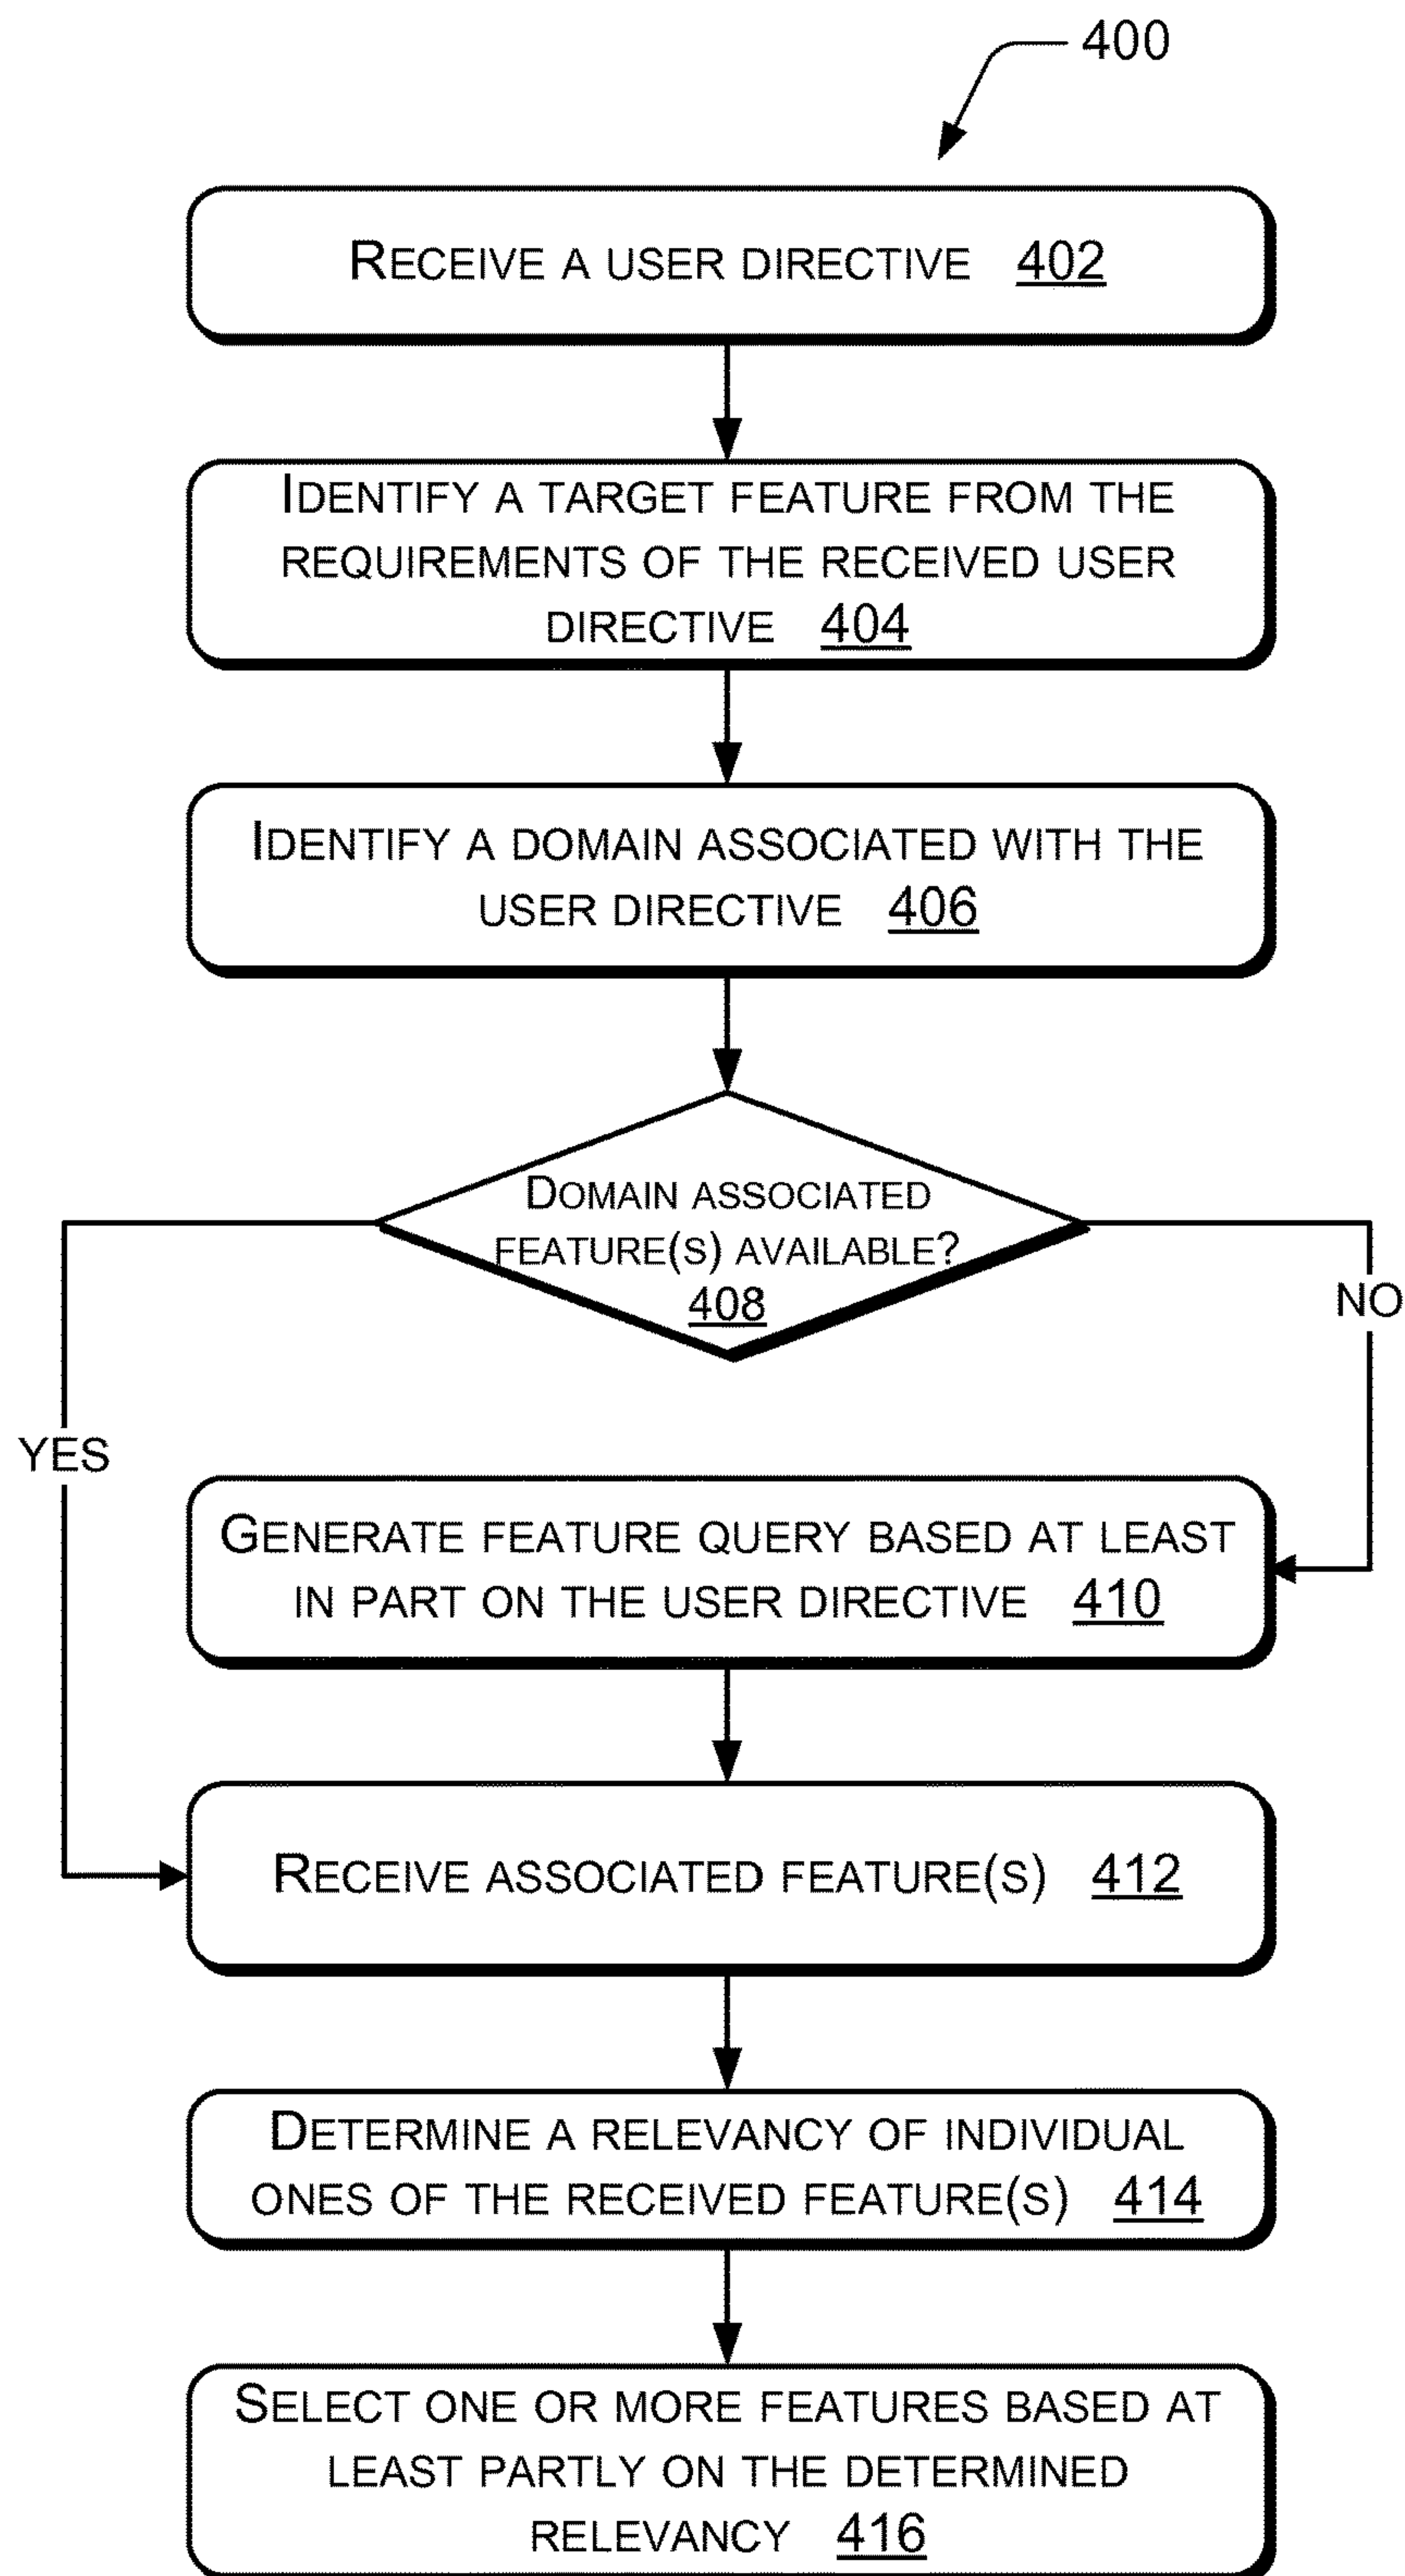 400
RECEIVE A USER DIRECTIVE 402
IDENTIFY A TARGET FEATURE FROM THE
REQUIREMENTS OF THE RECEIVED USER
DIRECTIVE 404
IDENTIFY A DOMAIN ASSOCIATED WITH THE
USER DIRECTIVE 406
DOMAIN ASSOCIATED
FEATURE(S) AVAILABLE?
408
NO
YES
GENERATE FEATURE QUERY BASED AT LEAST
IN PART ON THE USER DIRECTIVE 410
RECEIVE ASSOCIATED FEATURE(S) 412
DETERMINE A RELEVANCY OF INDIVIDUAL
ONES OF THE RECEIVED FEATURE(S) 414
SELECT ONE OR MORE FEATURES BASED AT
LEAST PARTLY ON THE DETERMINED
RELEVANCY 416